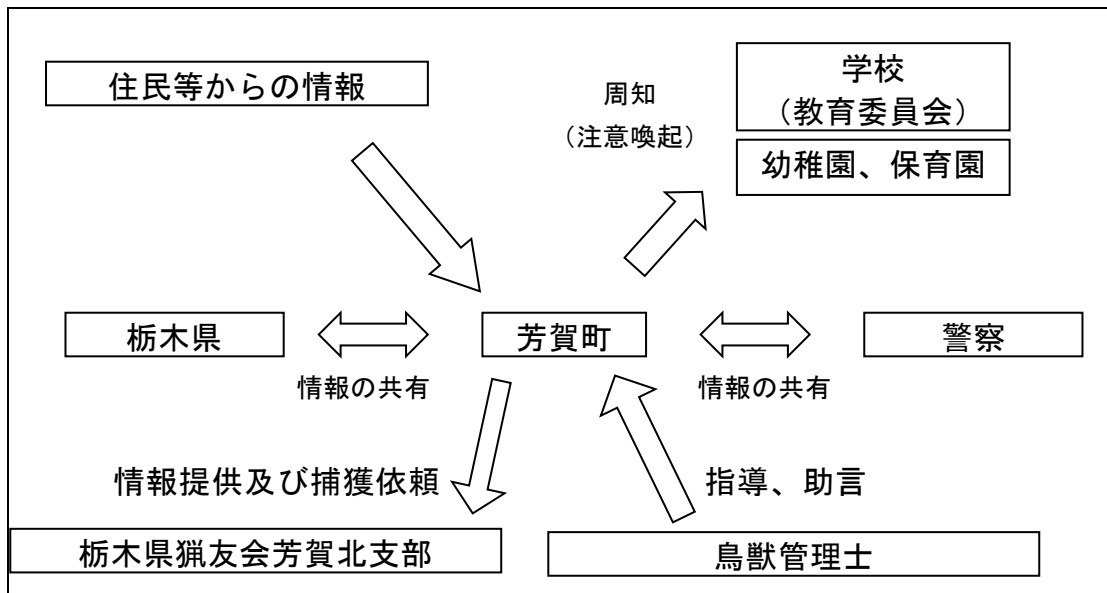 住民等からの情報
周知
（注意喚起）
学校
（教育委員会）
幼稚園、保育園
栃木県
情報の共有
芳賀町
情報の共有
警察
情報提供及び捕獲依頼
指導、助言
栃木県猟友会芳賀北支部
鳥獣管理士